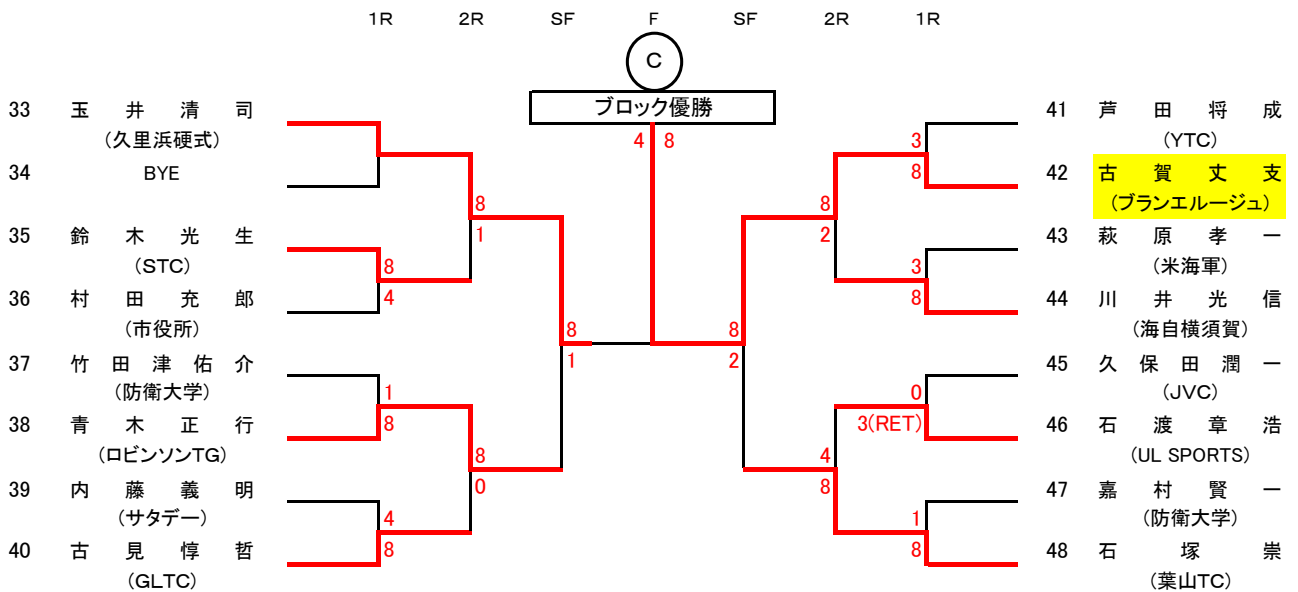 1R 2R SF F SF 2R 1R
C
ブロック優勝
4 8
33 玉井清司
(久里浜硬式)
34 BYE
8
1
35 鈴木光生
(STC)
8
4
36 村田充郎
(市役所)
8
1
37 竹田津佑介
(防衛大学)
1
8
38 青木正行
(ロビンソンTG)
8
0
39 内藤義明
(サタデー)
4
8
40 古見惇哲
(GLTC)
41 芦田将成
(YTC)
3
8
42 古賀丈支
(ブランエルージュ)
8
2
43 萩原孝一
(米海軍)
3
8
44 川井光信
(海自横須賀)
8
2
45 久保田潤一
(JVC)
0
3(RET)
46 石渡章浩
(UL SPORTS)
4
8
47 嘉村賢一
(防衛大学)
1
8
48 石塚崇
(葉山TC)